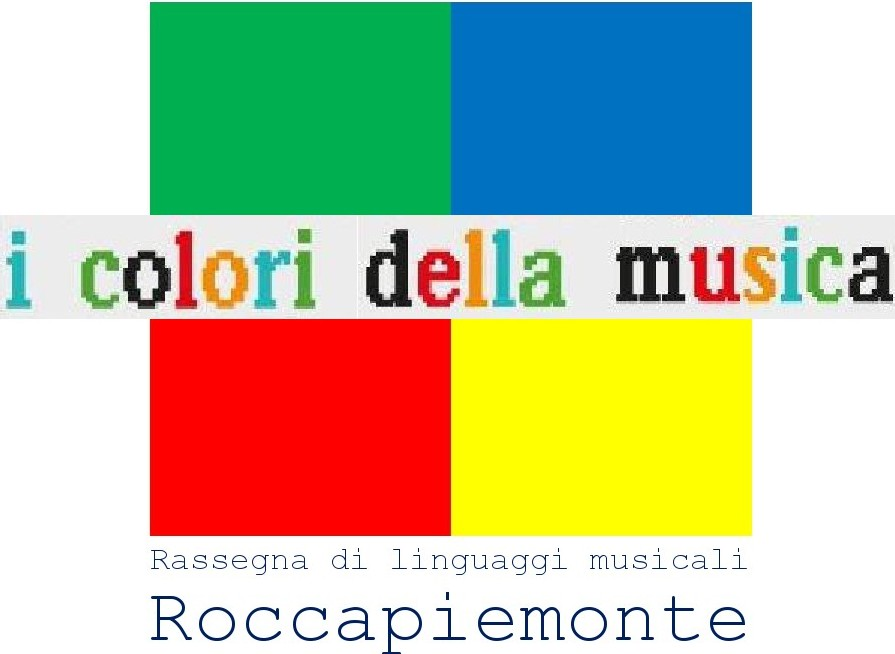 i colori della musica
Rassegna di linguaggi musicali
Roccapiemonte